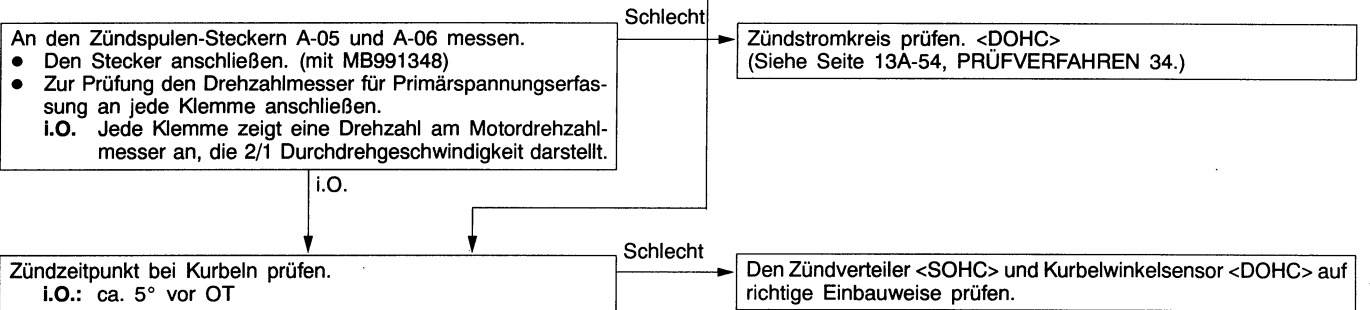 Schlecht
An den Zündspulen-Steckern A-05 und A-06 messen.
● Den Stecker anschließen. (mit MB991348)
● Zur Prüfung den Drehzahlmesser für Primärspannungserfas-
sung an jede Klemme anschließen.
i.O. Jede Klemme zeigt eine Drehzahl am Motordrehzahl-
messer an, die 2/1 Durchdrehgeschwindigkeit darstellt.
Zündstromkreis prüfen. <DOHC>
(Siehe Seite 13A-54, PRÜFVERFAHREN 34.)
i.O.
Schlecht
Zündzeitpunkt bei Kurbeln prüfen.
i.O.: ca. 5° vor OT
Den Zündverteiler <SOHC> und Kurbelwinkelsensor <DOHC> auf
richtige Einbauweise prüfen.